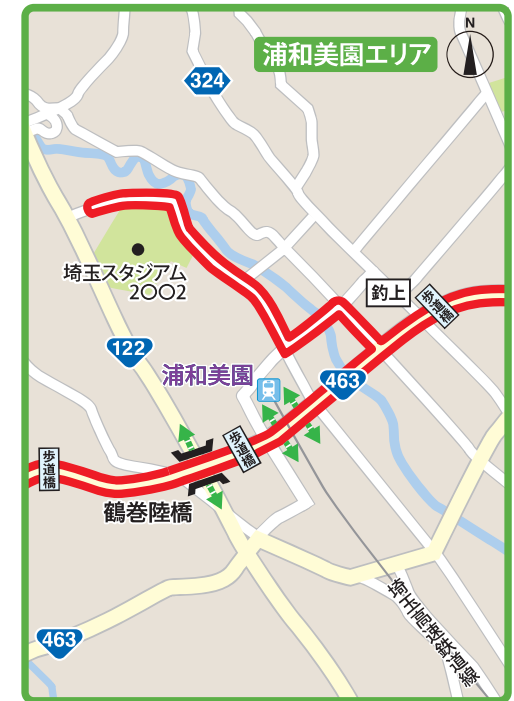 N
浦和美園エリア
324
埼玉スタジアム
2〇〇2
釣上
歩道橋
122
浦和美園
463
歩道橋
歩道橋
鶴巻陸橋
埼玉高速鉄道線
463